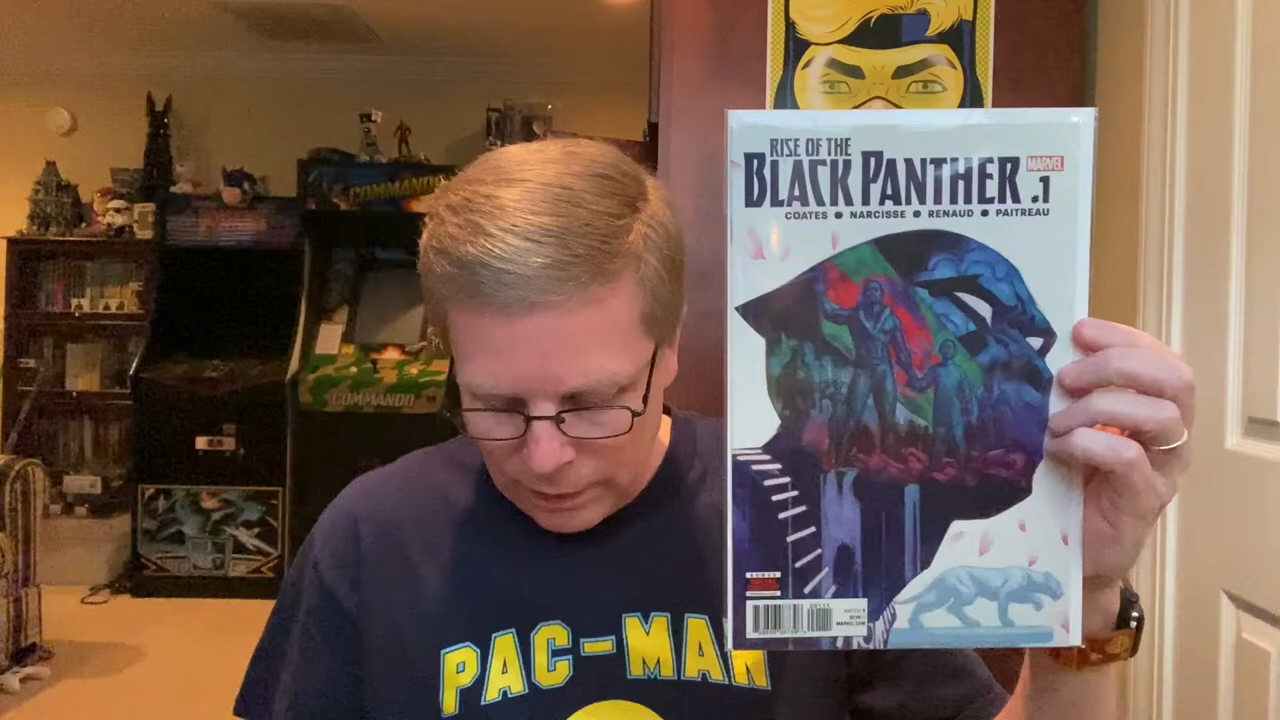 RISE OF THE
BLACK PANTHER .1
MARVEL
COATES • NARCISSE • RENAUD • PAITREAU
COMMANDO
COMMANDO
PAC-MAN